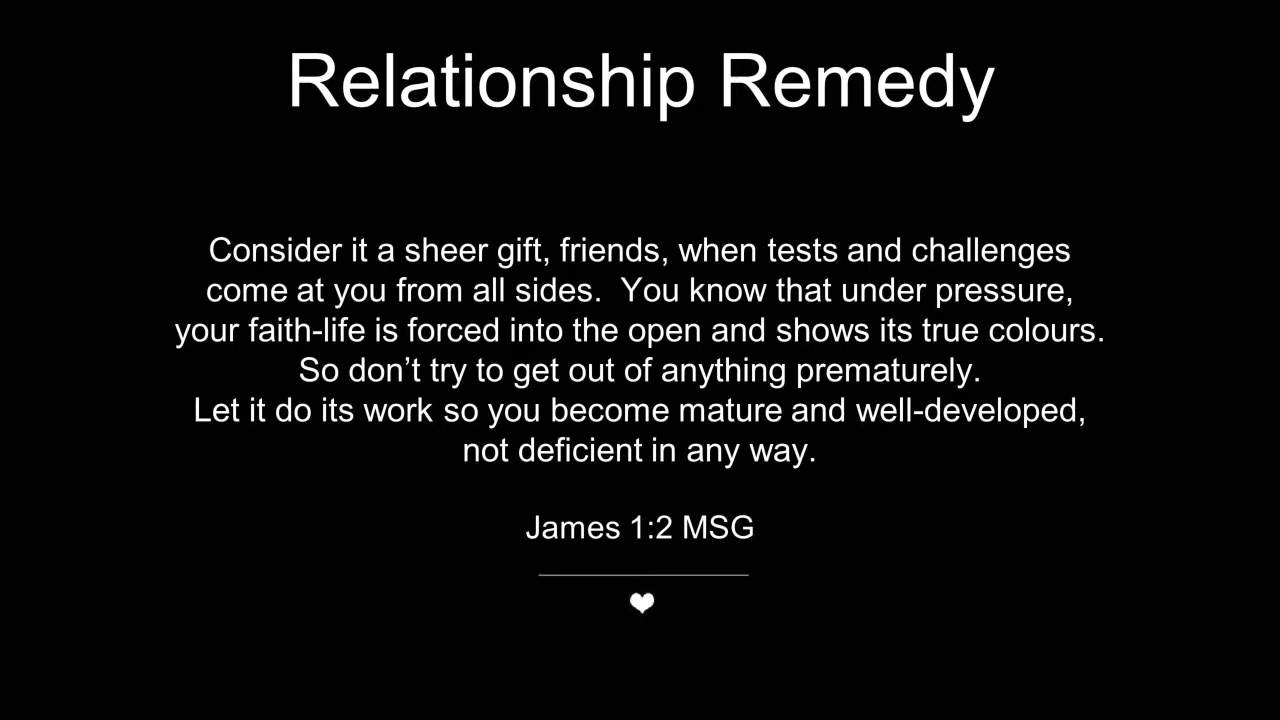 Relationship Remedy
Consider it a sheer gift, friends, when tests and challenges
come at you from all sides.  You know that under pressure,
your faith-life is forced into the open and shows its true colours.
So don’t try to get out of anything prematurely.
Let it do its work so you become mature and well-developed,
not deficient in any way.
James 1:2 MSG